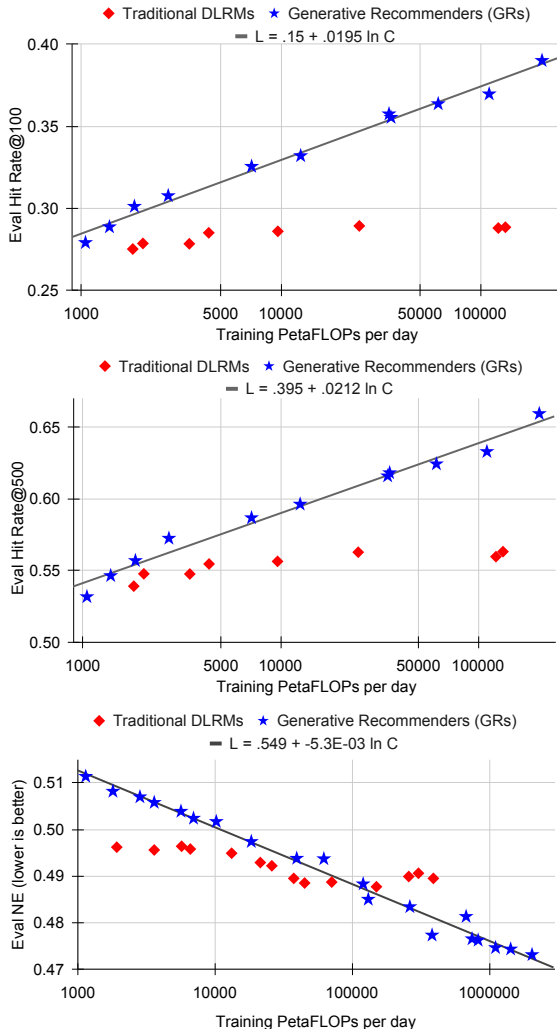 Traditional DLRMs Generative Recommenders (GRs)
L = .15 + .0195 ln C
Eval Hit Rate@100
0.40
0.35
0.30
0.25
1000 5000 10000 50000 100000
Training PetaFLOPs per day
Traditional DLRMs Generative Recommenders (GRs)
L = .395 + .0212 ln C
Eval Hit Rate@500
0.65
0.60
0.55
0.50
1000 5000 10000 50000 100000
Training PetaFLOPs per day
Traditional DLRMs Generative Recommenders (GRs)
L = .549 + -5.3E-03 ln C
Eval NE (lower is better)
0.51
0.50
0.49
0.48
0.47
1000 10000 100000 1000000
Training PetaFLOPs per day